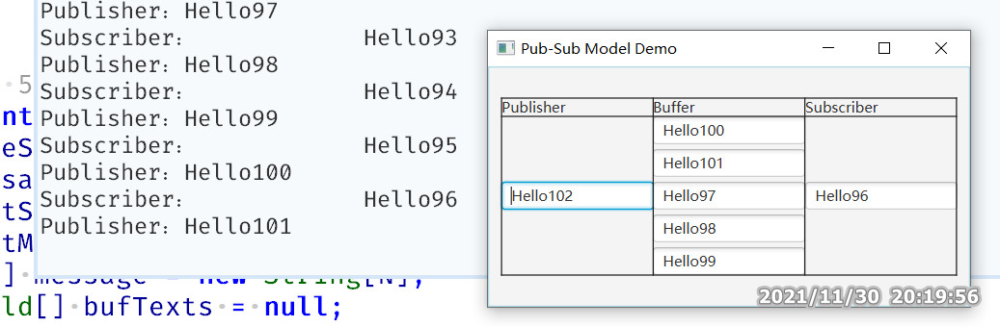 Publisher：Hello97
Subscriber：　　　　　Hello93
Publisher：Hello98
Subscriber：　　　　　Hello94
Publisher：Hello99
Subscriber：　　　　　Hello95
Publisher：Hello100
Subscriber：　　　　　Hello96
Publisher：Hello101
5
nt
eS
sa
tS
tM
] message = new String[N];
ld[] bufTexts = null;
Pub-Sub Model Demo
Publisher Buffer Subscriber
Hello100
Hello101
Hello102 Hello97 Hello96
Hello98
Hello99
2021/11/30 20:19:56